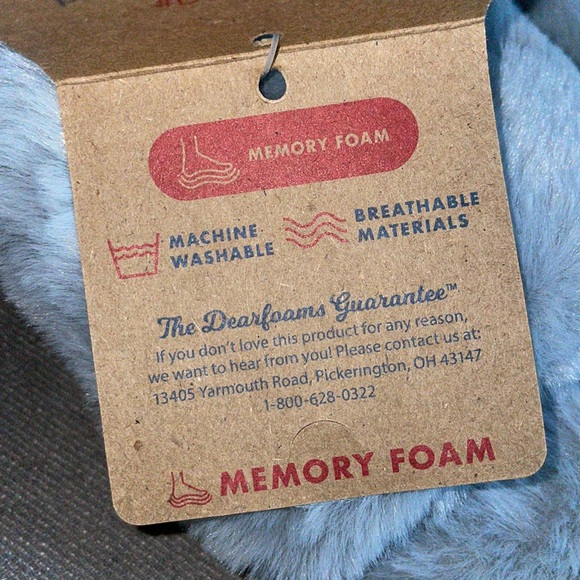 MEMORY FOAM
MACHINE-
WASHABLE
BREATHABLE
MATERIALS
The Dearfoams Guarantee™
If you don't love this product for any reason,
we want to hear from you! Please contact us at:
13405 Yarmouth Road, Pickerington, OH 43147
1-800-628-0322
MEMORY FOAM